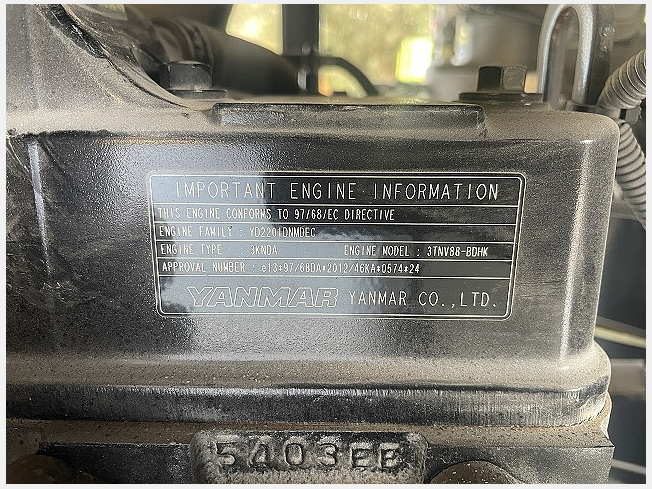 IMPORTANT ENGINE INFORMATION
THIS ENGINE CONFORMS TO 97/68/EC DIRECTIVE
ENGINE FAMILY : YD2201DNMDEC
ENGINE TYPE : 3KNDA ENGINE MODEL : 3TNV88-BDHK
APPROVAL NUMBER : e13*97/68DA*2012/46KA*0574*24
YANMAR YANMAR CO.,LTD.
5403EE